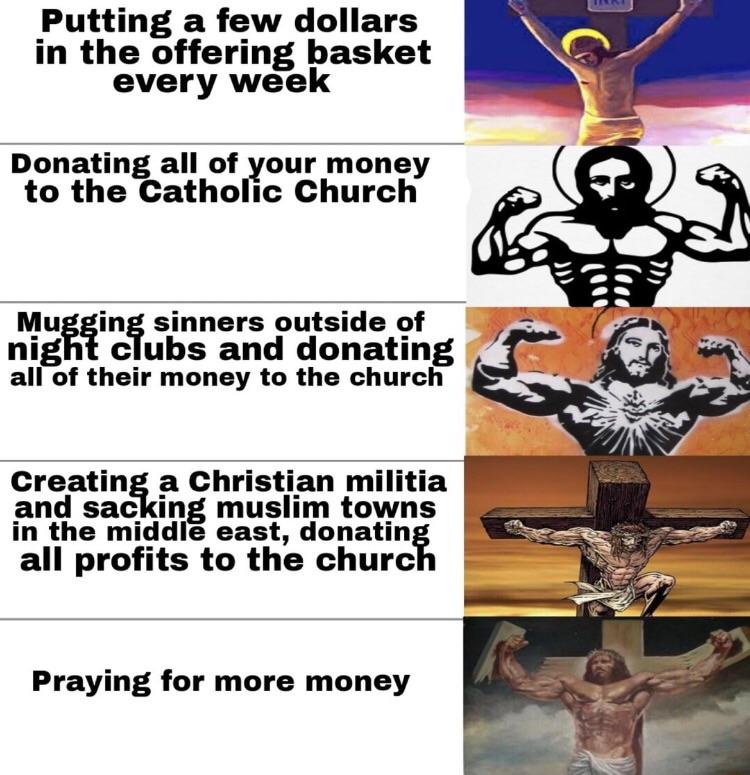 Putting a few dollars
in the offering basket
every week
INRI
Donating all of your money
to the Catholic Church
Mugging sinners outside of
night clubs and donating
all of their money to the church
Creating a Christian militia
and sacking muslim towns
in the middle east, donating
all profits to the church
Praying for more money